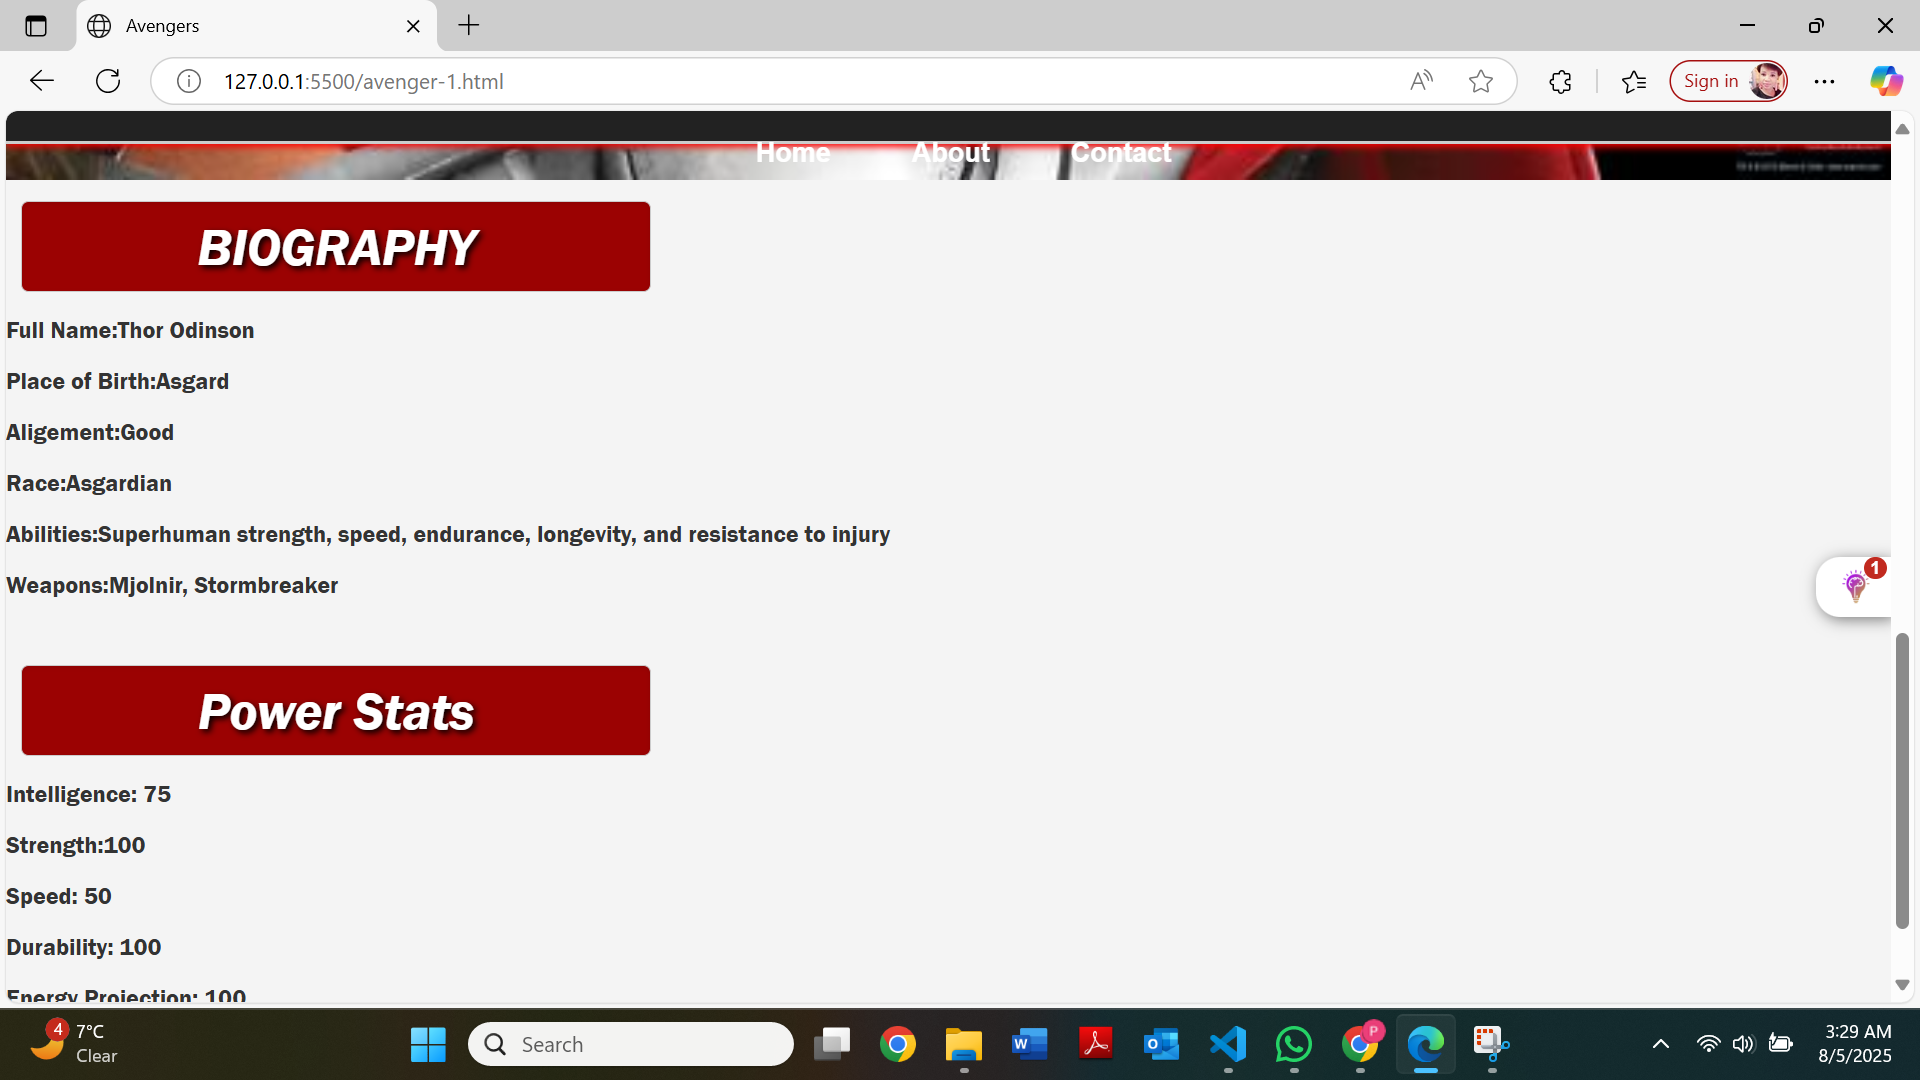 Avengers
127.0.0.1:5500/avenger-1.html
Sign in
Home About Contact
BIOGRAPHY
Full Name:Thor Odinson
Place of Birth:Asgard
Aligement:Good
Race:Asgardian
Abilities:Superhuman strength, speed, endurance, longevity, and resistance to injury
Weapons:Mjolnir, Stormbreaker
1
Power Stats
Intelligence: 75
Strength:100
Speed: 50
Durability: 100
Energy Projection: 100
4
7°C
Clear
Search
P
3:29 AM
8/5/2025